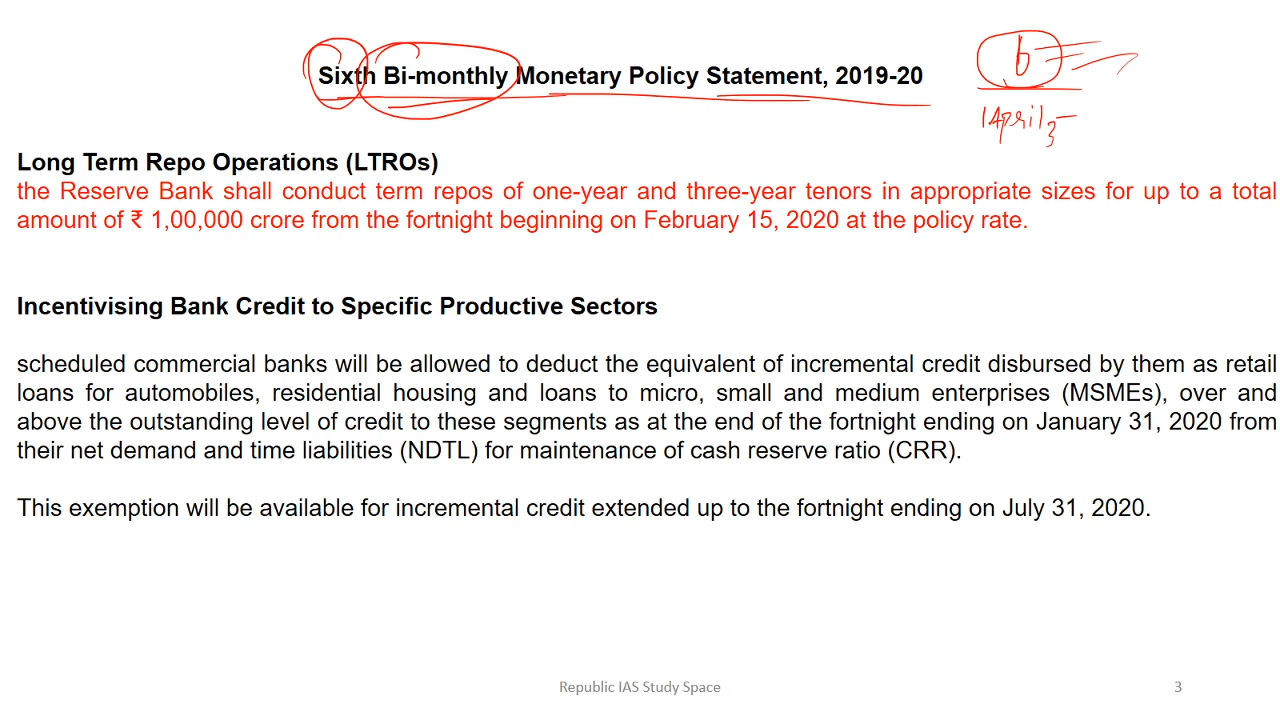 Sixth Bi-monthly Monetary Policy Statement, 2019-20
6
1April
Long Term Repo Operations (LTROs)
the Reserve Bank shall conduct term repos of one-year and three-year tenors in appropriate sizes for up to a total
amount of ₹ 1,00,000 crore from the fortnight beginning on February 15, 2020 at the policy rate.
Incentivising Bank Credit to Specific Productive Sectors
scheduled commercial banks will be allowed to deduct the equivalent of incremental credit disbursed by them as retail
loans for automobiles, residential housing and loans to micro, small and medium enterprises (MSMEs), over and
above the outstanding level of credit to these segments as at the end of the fortnight ending on January 31, 2020 from
their net demand and time liabilities (NDTL) for maintenance of cash reserve ratio (CRR).
This exemption will be available for incremental credit extended up to the fortnight ending on July 31, 2020.
Republic IAS Study Space
3